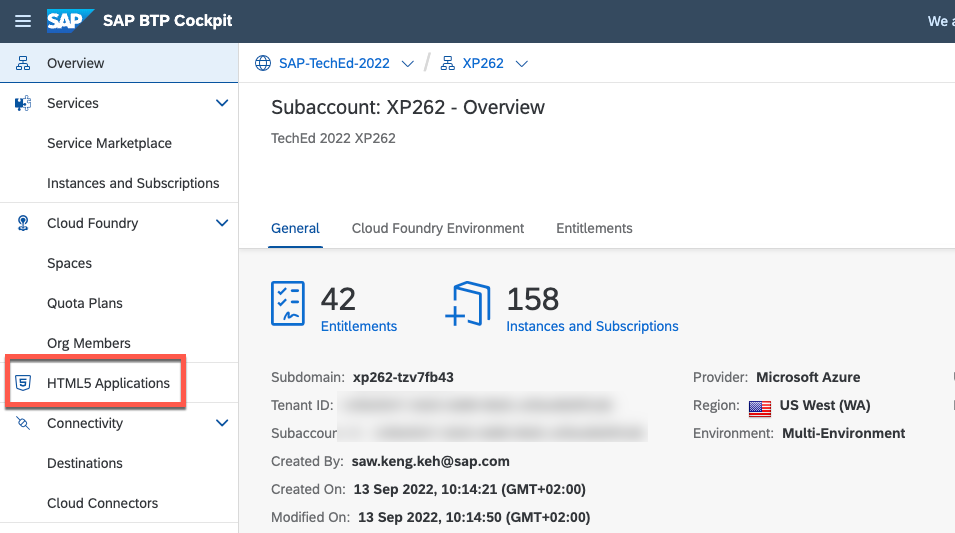 SAP SAP BTP Cockpit
We a
Overview
Services
Service Marketplace
Instances and Subscriptions
Cloud Foundry
Spaces
Quota Plans
Org Members
5 HTML5 Applications
Connectivity
Destinations
Cloud Connectors
SAP-TechEd-2022 / XP262
Subaccount: XP262 - Overview
TechEd 2022 XP262
General Cloud Foundry Environment Entitlements
42
Entitlements
158
Instances and Subscriptions
Subdomain: xp262-tzv7fb43
Tenant ID:
Subaccoun
Created By: saw.keng.keh@sap.com
Created On: 13 Sep 2022, 10:14:21 (GMT+02:00)
Modified On: 13 Sep 2022, 10:14:50 (GMT+02:00)
Provider: Microsoft Azure
Region: US West (WA)
Environment: Multi-Environment